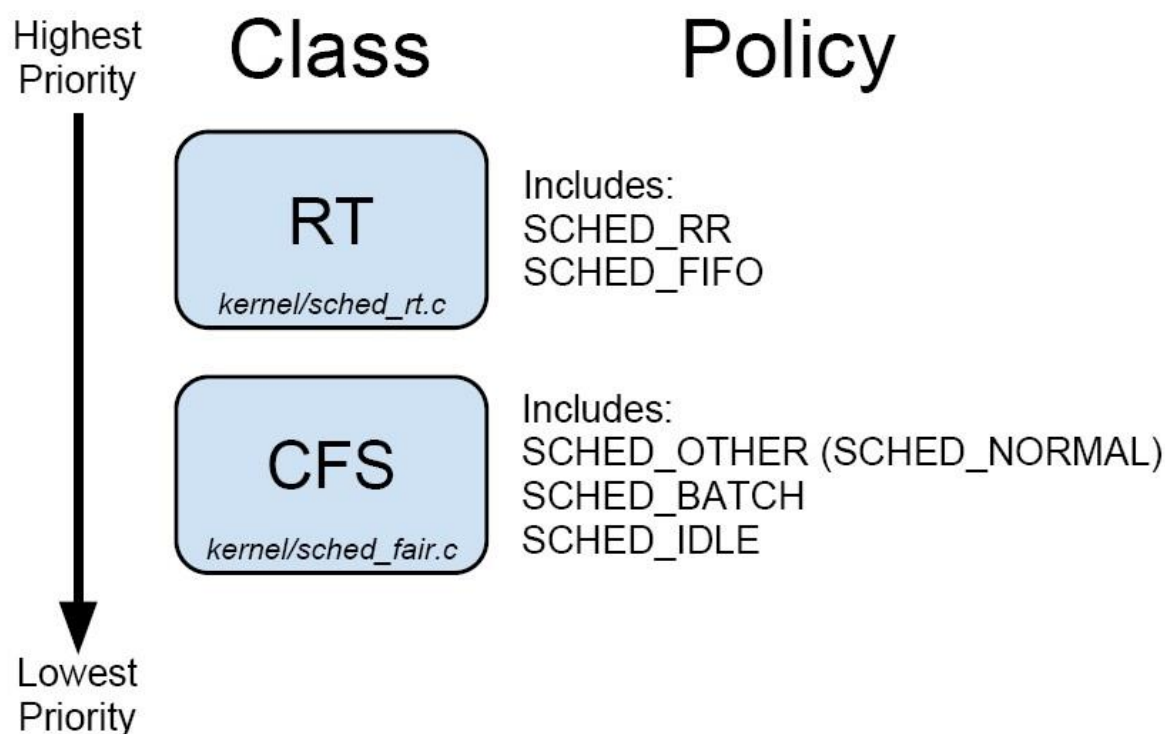 Highest
Priority
Class
Policy
RT
kernel/sched_rt.c
Includes:
SCHED_RR
SCHED_FIFO
CFS
kernel/sched_fair.c
Includes:
SCHED_OTHER (SCHED_NORMAL)
SCHED_BATCH
SCHED_IDLE
Lowest
Priority